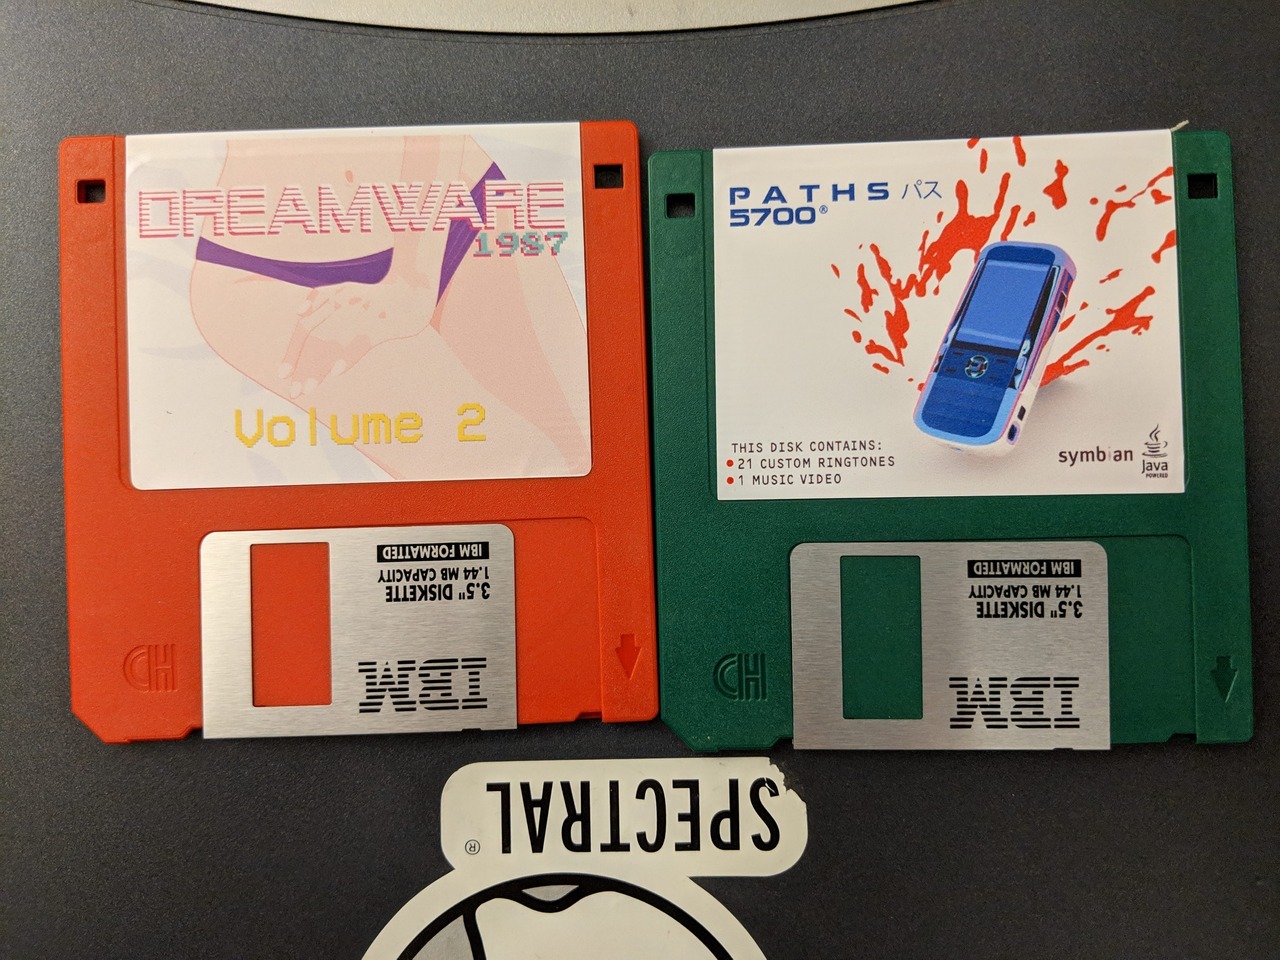 DREAMWARE
1987
Volume 2
3.5" DISKETTE
1.44 MB CAPACITY
IBM FORMATTED
IBM
HD
PATHS パス
5700®
THIS DISK CONTAINS:
• 21 CUSTOM RINGTONES
• 1 MUSIC VIDEO
symbian
Java
POWERED
3.5" DISKETTE
1.44 MB CAPACITY
IBM FORMATTED
IBM
HD
SPECTRAL®